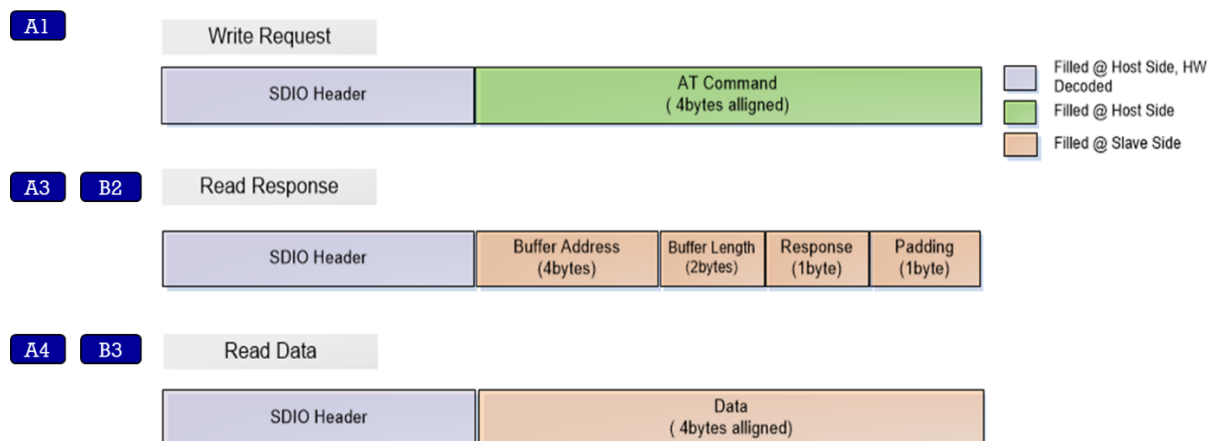 A1
Write Request
SDIO Header
AT Command
( 4bytes alligned)
Filled @ Host Side, HW
Decoded
Filled @ Host Side
Filled @ Slave Side
A3 B2
Read Response
SDIO Header
Buffer Address
(4bytes)
Buffer Length
(2bytes)
Response
(1byte)
Padding
(1byte)
A4 B3
Read Data
SDIO Header
Data
( 4bytes alligned)